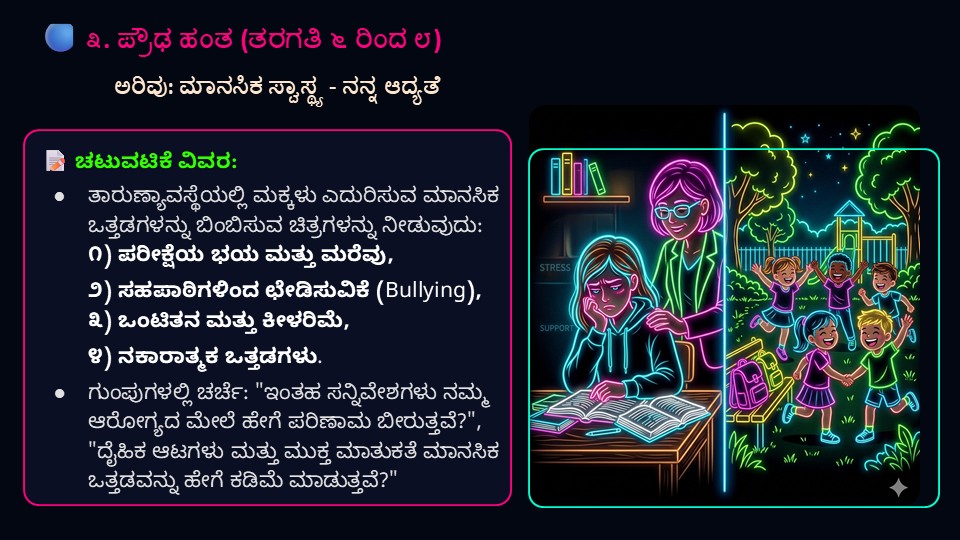 ೩. ಪ್ರೌಢ ಹಂತ (ತರಗತಿ ೬ ರಿಂದ ೮)
ಅರಿವು: ಮಾನಸಿಕ ಸ್ವಾಸ್ಥ್ಯ - ನನ್ನ ಆದ್ಯತೆ
ಚಟುವಟಿಕೆ ವಿವರ:
● ತಾರುಣ್ಯಾವಸ್ಥೆಯಲ್ಲಿ ಮಕ್ಕಳು ಎದುರಿಸುವ ಮಾನಸಿಕ
ಒತ್ತಡಗಳನ್ನು ಬಿಂಬಿಸುವ ಚಿತ್ರಗಳನ್ನು ನೀಡುವುದು:
೧) ಪರೀಕ್ಷೆಯ ಭಯ ಮತ್ತು ಮರೆವು,
೨) ಸಹಪಾಠಿಗಳಿಂದ ಛೇಡಿಸುವಿಕೆ (Bullying),
೩) ಒಂಟಿತನ ಮತ್ತು ಕೀಳರಿಮೆ,
೪) ನಕಾರಾತ್ಮಕ ಒತ್ತಡಗಳು.
● ಗುಂಪುಗಳಲ್ಲಿ ಚರ್ಚೆ: "ಇಂತಹ ಸನ್ನಿವೇಶಗಳು ನಮ್ಮ
ಆರೋಗ್ಯದ ಮೇಲೆ ಹೇಗೆ ಪರಿಣಾಮ ಬೀರುತ್ತವೆ?",
"ದೈಹಿಕ ಆಟಗಳು ಮತ್ತು ಮುಕ್ತ ಮಾತುಕತೆ ಮಾನಸಿಕ
ಒತ್ತಡವನ್ನು ಹೇಗೆ ಕಡಿಮೆ ಮಾಡುತ್ತವೆ?"
STRESS
SUPPORT